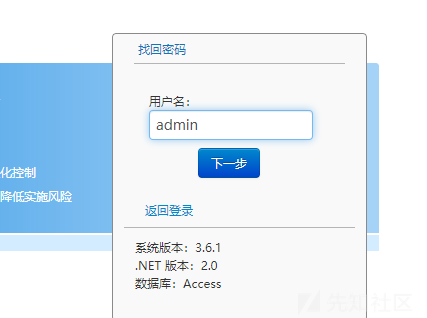 找回密码
用户名：
admin
下一步
化控制
降低实施风险
返回登录
系统版本：3.6.1
.NET 版本：2.0
数据库：Access
先知社区